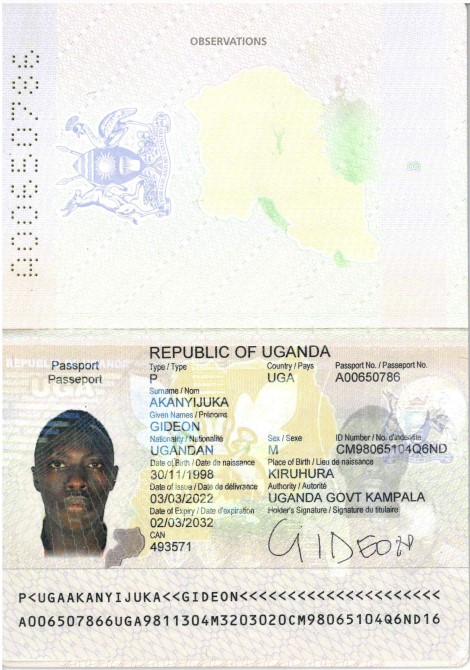 OBSERVATIONS
A00650786
REPUBLIC OF UGANDA
Passport
Passeport
Type / Type Country / Pays Passport No. / Passeport No.
P UGA A00650786
Surname / Nom
AKANYIJUKA
Given Names / Prénoms
GIDEON
Nationality / Nationalité Sex / Sexe ID Number / No. d'indentite
UGANDAN M CM98065104Q6ND
Date of Birth / Date de naissance Place of Birth / Lieu de naissance
30/11/1998 KIRUHURA
Date of Issue / Date de délivrance Authority / Autorité
03/03/2022 UGANDA GOVT KAMPALA
Date of Expiry / Date d'expiration Holder's Signature / Signature du titulaire
02/03/2032
CAN
493571
GIDEON
P<UGAAKANYIJUKA<<GIDEON<<<<<<<<<<<<<<<<<<<<<
A006507866UGA9811304M3203020CM98065104Q6ND16